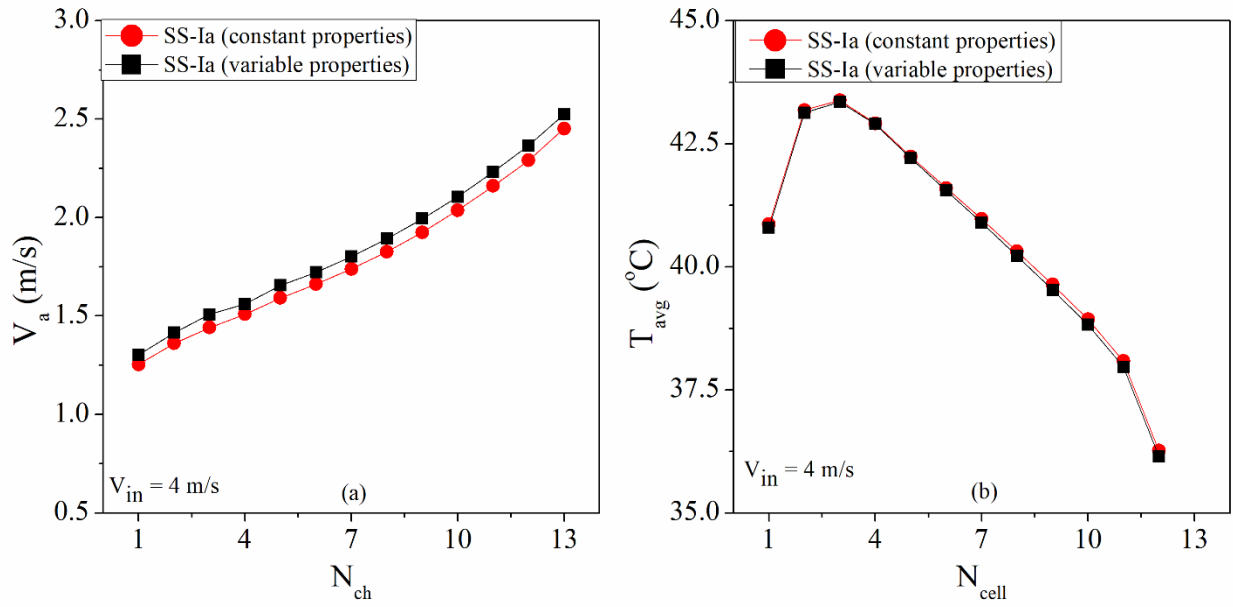 SS-Ia (constant properties)
SS-Ia (variable properties)
3.0
2.5
2.0
1.5
1.0
0.5
V_a (m/s)
V_in = 4 m/s
(a)
1 4 7 10 13
N_ch
SS-Ia (constant properties)
SS-Ia (variable properties)
45.0
42.5
40.0
37.5
35.0
T_avg (°C)
V_in = 4 m/s
(b)
1 4 7 10 13
N_cell